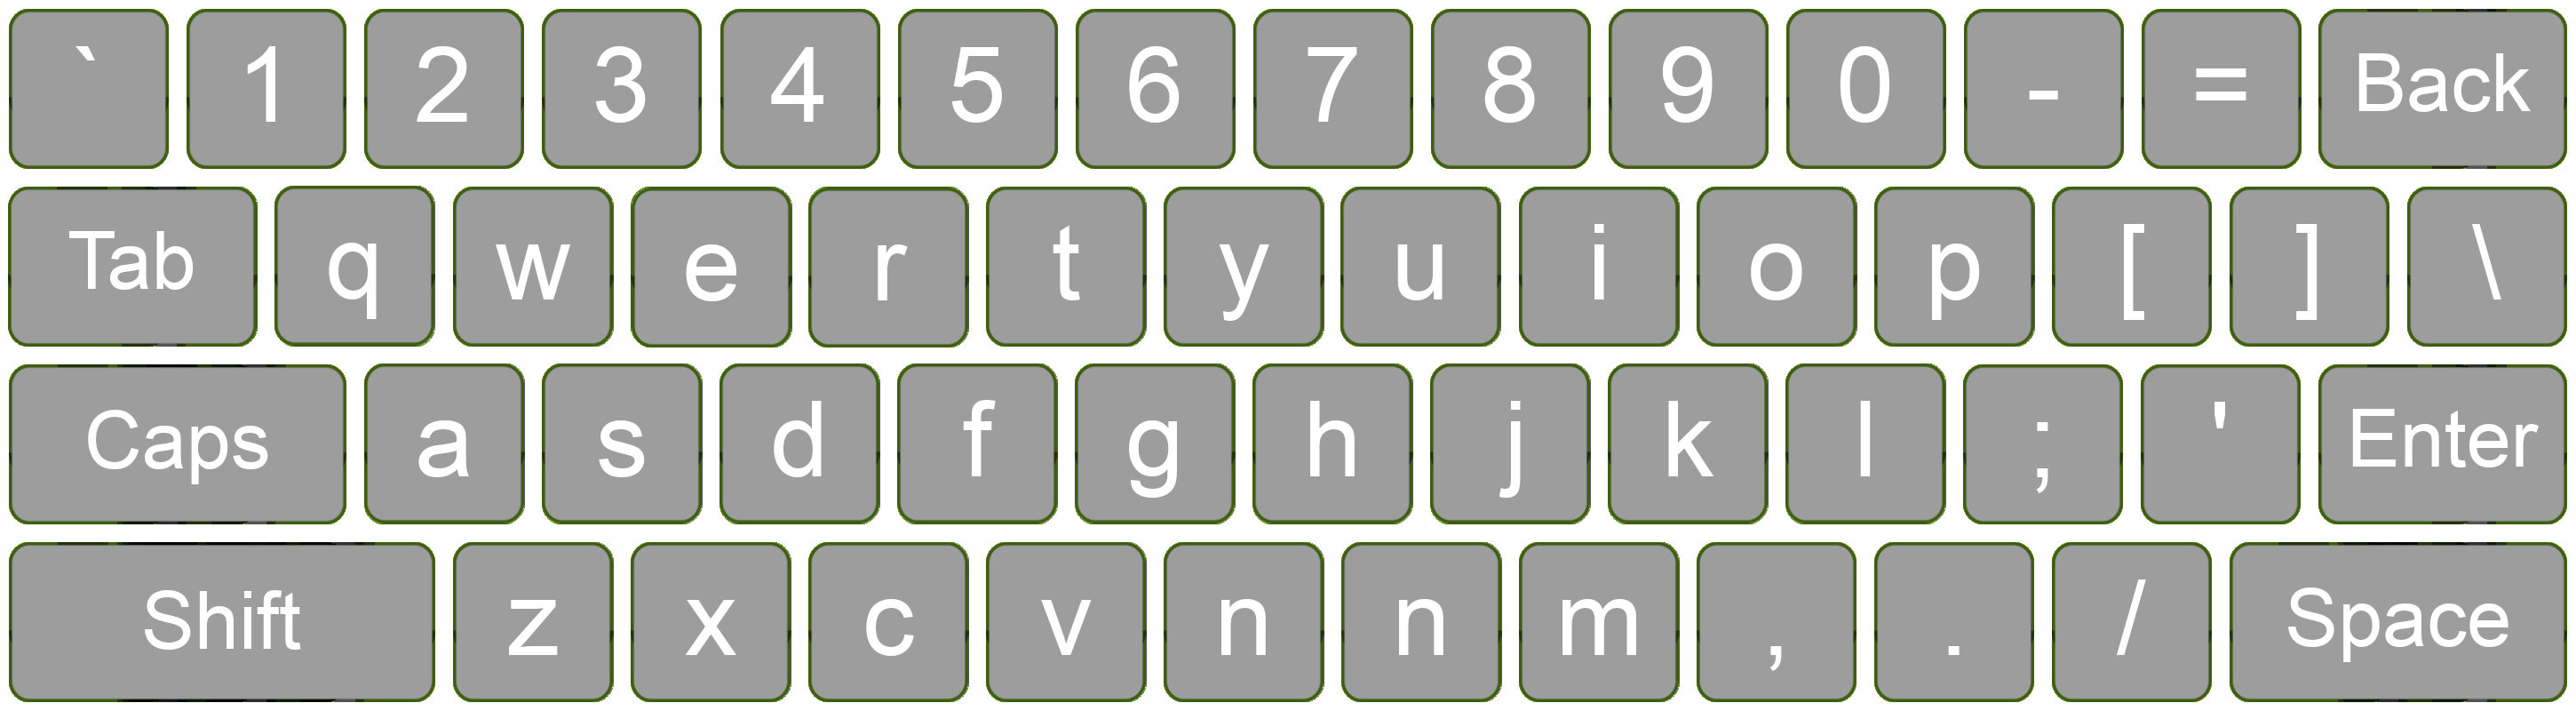 ` 1 2 3 4 5 6 7 8 9 0 - = Back
Tab q w e r t y u i o p [ ] \
Caps a s d f g h j k l ; ' Enter
Shift z x c v n n m , . / Space